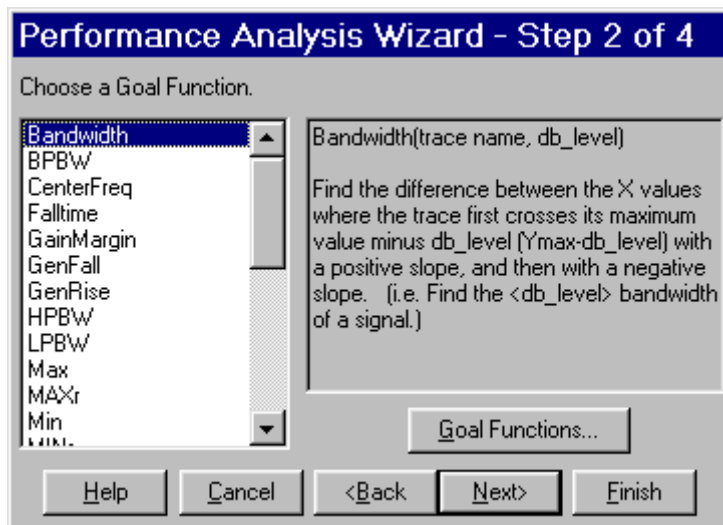 Performance Analysis Wizard - Step 2 of 4
Choose a Goal Function.
Bandwidth
BPBW
CenterFreq
Falltime
GainMargin
GenFall
GenRise
HPBW
LPBW
Max
MAXr
Min
Bandwidth(trace name, db_level)
Find the difference between the X values
where the trace first crosses its maximum
value minus db_level (Ymax-db_level) with
a positive slope, and then with a negative
slope. (i.e. Find the <db_level> bandwidth
of a signal.)
Goal Functions...
Help Cancel <Back Next> Finish